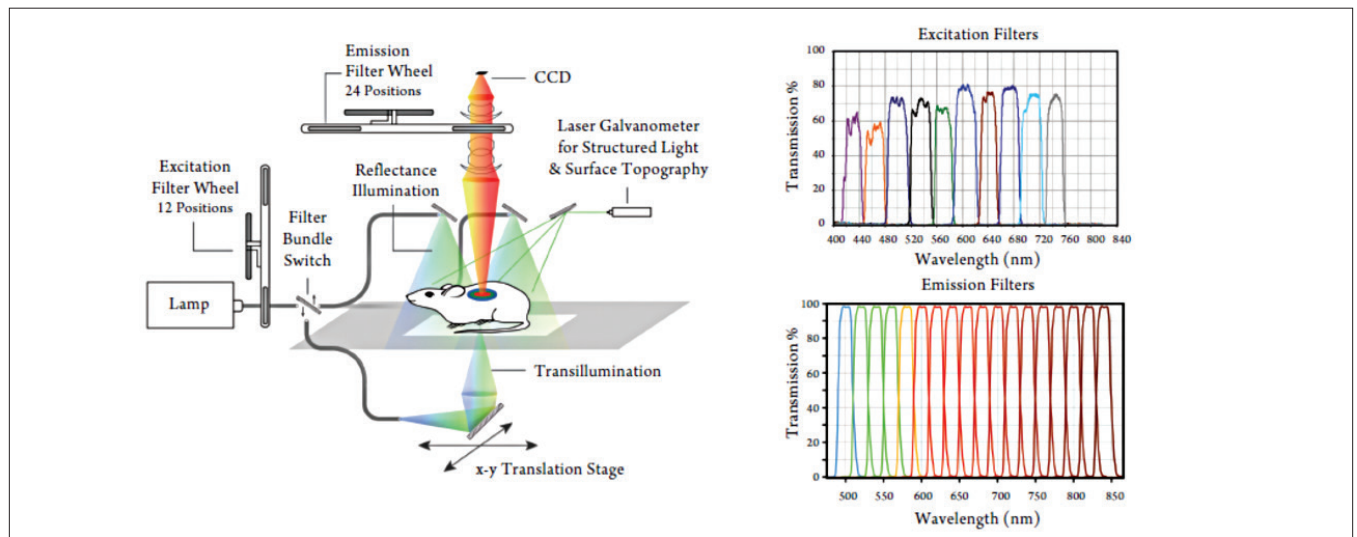 Emission
Filter Wheel
24 Positions
CCD
Laser Galvanometer
for Structured Light
& Surface Topography
Excitation
Filter Wheel
12 Positions
Reflectance
Illumination
Filter
Bundle
Switch
Lamp
Transillumination
x-y Translation Stage
Excitation Filters
Transmission %
100
80
60
40
20
0
400 440 480 520 560 600 640 680 720 760 800 840
Wavelength (nm)
Emission Filters
Transmission %
100
80
60
40
20
0
500 550 600 650 700 750 800 850
Wavelength (nm)